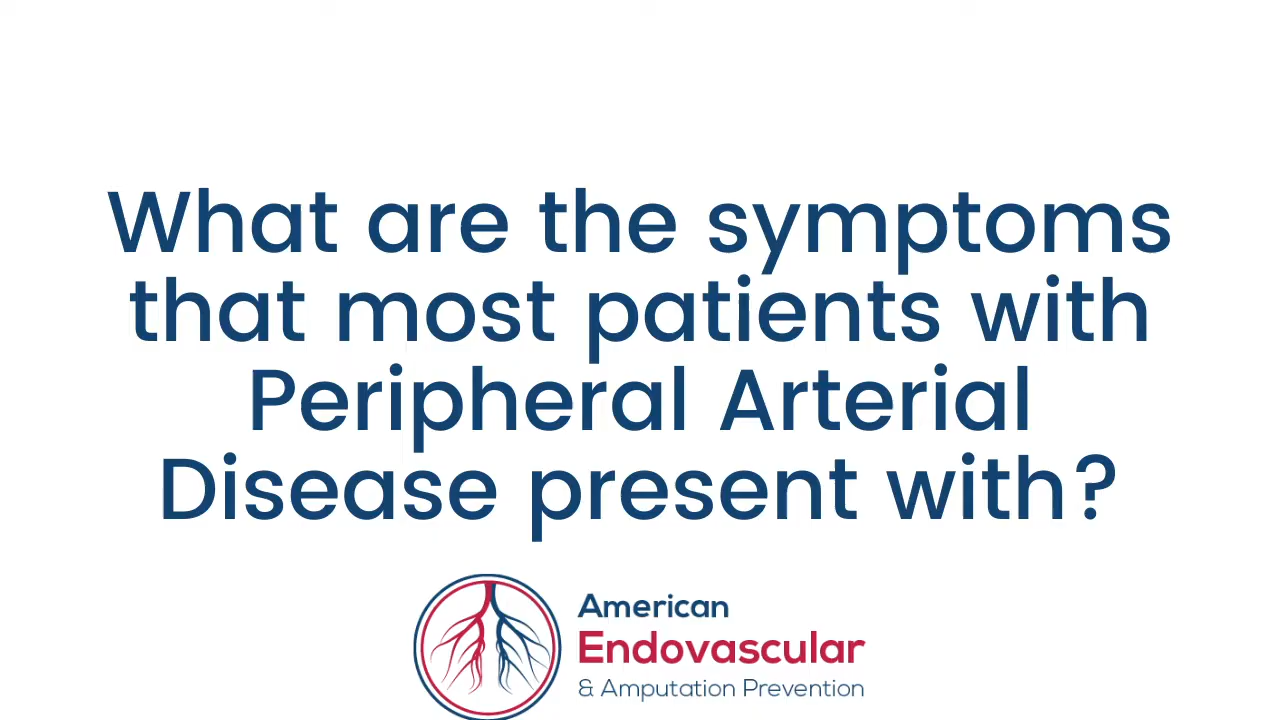 What are the symptoms
that most patients with
Peripheral Arterial
Disease present with?
American
Endovascular
& Amputation Prevention